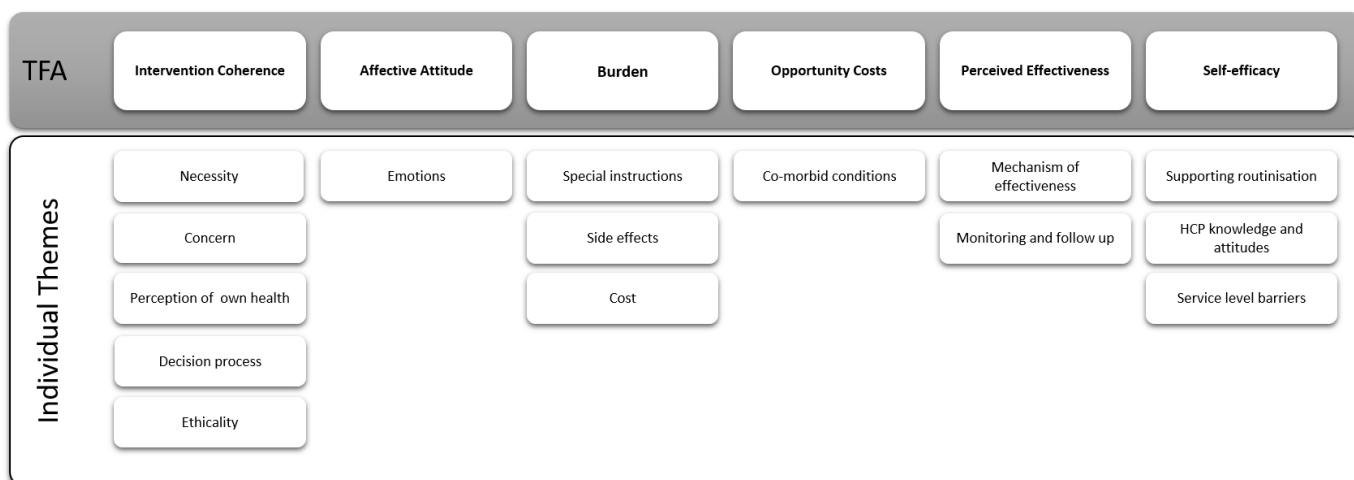 TFA
Intervention Coherence
Affective Attitude
Burden
Opportunity Costs
Perceived Effectiveness
Self-efficacy
Individual Themes
Necessity
Emotions
Special instructions
Co-morbid conditions
Mechanism of
effectiveness
Supporting routinisation
Concern
Side effects
Monitoring and follow up
HCP knowledge and
attitudes
Perception of own health
Cost
Service level barriers
Decision process
Ethicality